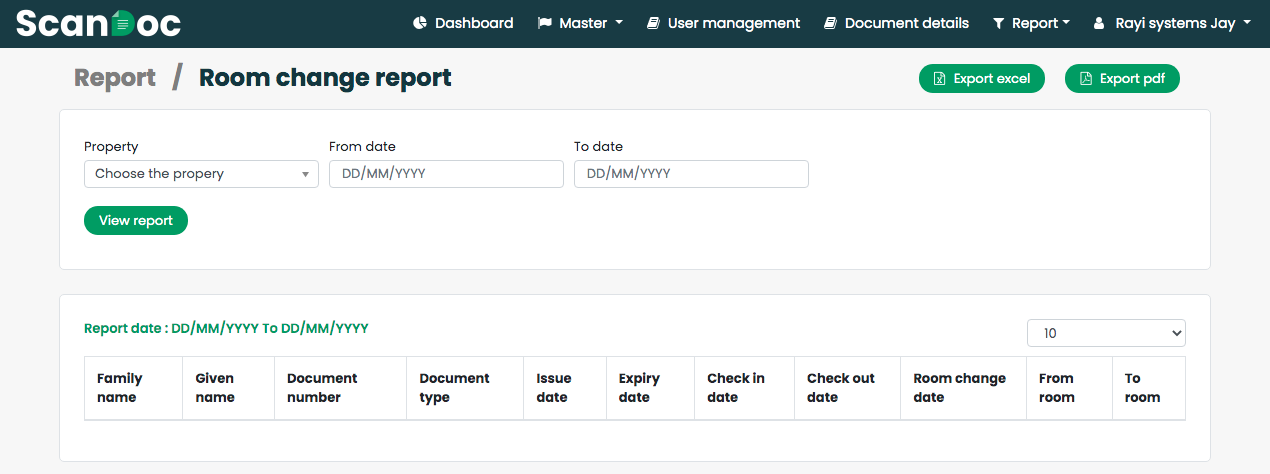 ScanDoc Dashboard Master User management Document details Report Rayi systems Jay
Report / Room change report Export excel Export pdf
Property From date To date
Choose the propery DD/MM/YYYY DD/MM/YYYY
View report
Report date : DD/MM/YYYY To DD/MM/YYYY 10
Family name Given name Document number Document type Issue date Expiry date Check in date Check out date Room change date From room To room